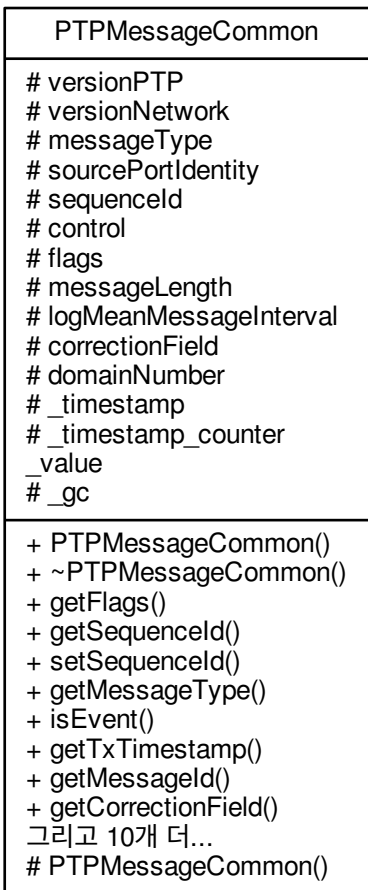 PTPMessageCommon
# versionPTP
# versionNetwork
# messageType
# sourcePortIdentity
# sequenceId
# control
# flags
# messageLength
# logMeanMessageInterval
# correctionField
# domainNumber
# _timestamp
# _timestamp_counter
_value
# _gc
+ PTPMessageCommon()
+ ~PTPMessageCommon()
+ getFlags()
+ getSequenceId()
+ setSequenceId()
+ getMessageType()
+ isEvent()
+ getTxTimestamp()
+ getMessageId()
+ getCorrectionField()
그리고 10개 더...
# PTPMessageCommon()